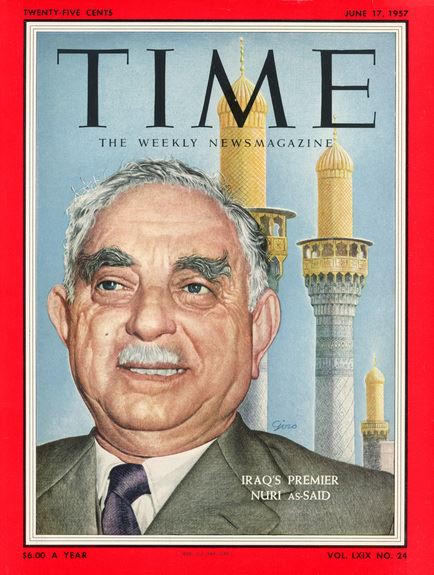 TWENTY-FIVE CENTS
JUNE 17, 1957
TIME
THE WEEKLY NEWSMAGAZINE
Giro
IRAQ'S PREMIER
NURI AS-SAID
$6.00 A YEAR
VOL. LXIX NO. 24